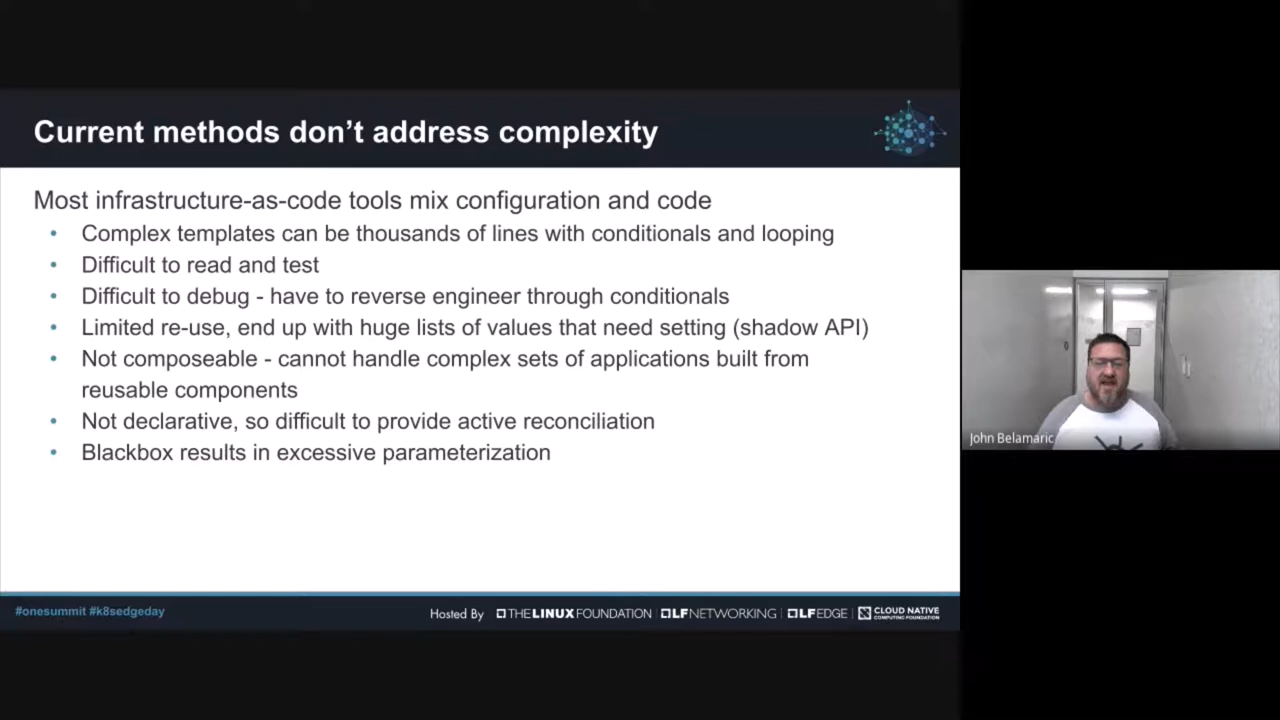 Current methods don't address complexity
Most infrastructure-as-code tools mix configuration and code
• Complex templates can be thousands of lines with conditionals and looping
• Difficult to read and test
• Difficult to debug - have to reverse engineer through conditionals
• Limited re-use, end up with huge lists of values that need setting (shadow API)
• Not composeable - cannot handle complex sets of applications built from
reusable components
• Not declarative, so difficult to provide active reconciliation
• Blackbox results in excessive parameterization
John Belamaric
#onesummit #k8sedgeday
Hosted By THE LINUX FOUNDATION | LF NETWORKING | LF EDGE | CLOUD NATIVE
COMPUTING FOUNDATION